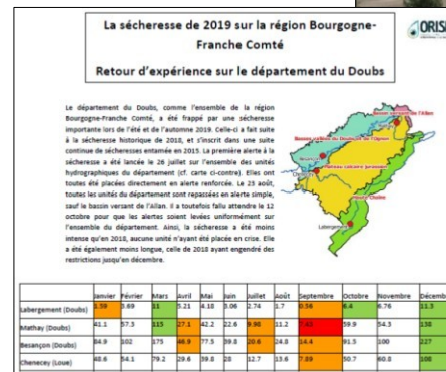 La sécheresse de 2019 sur la région Bourgogne-
Franche Comté
Retour d'expérience sur le département du Doubs
ORISK
Le département du Doubs, comme l'ensemble de la région
Bourgogne-Franche Comté, a été frappé par une sécheresse
importante lors de l'été et de l'automne 2019. Celle-ci a fait suite
à la sécheresse historique de 2018, et s'inscrit dans une suite
continue de sécheresses entamée en 2015. La première alerte à la
sécheresse a été lancée le 26 juillet sur l'ensemble des unités
hydrographiques du département (cf. carte ci-contre). Elles ont
toutes été placées directement en alerte renforcée. Le 23 août,
toutes les unités du département sont repassées en alerte simple,
sauf le bassin versant de l'Allan. Il a toutefois fallu attendre le 12
octobre pour que les alertes soient levées uniformément sur
l'ensemble du département. Ainsi, la sécheresse a été moins
intense qu'en 2018, aucune unité n'ayant été placée en crise. Elle
a été également moins longue, celle de 2018 ayant engendré des
restrictions jusqu'en décembre.
Bassin versant de l'Allan
Besançon
Labergement
Janvier Février Mars Avril Mai Juin Juillet Août Septembre Octobre Novembre Décembre
Labergement (Doubs) 3.69 11 5.21 4.18 3.06 2.74 1.7 0.56 6.4 6.76 11.3
Mathay (Doubs) 41.1 57.3 115 27.1 42.2 22.6 9.98 11.2 59.9 54.3 138
Besançon (Doubs) 84.9 102 175 46.9 77.5 39.8 20.6 24.8 14.4 91.5 100 227
Chenecey (Loue) 48.6 54.1 79.2 29.6 39.8 28 12.7 13.6 7.89 50.7 60.8 108